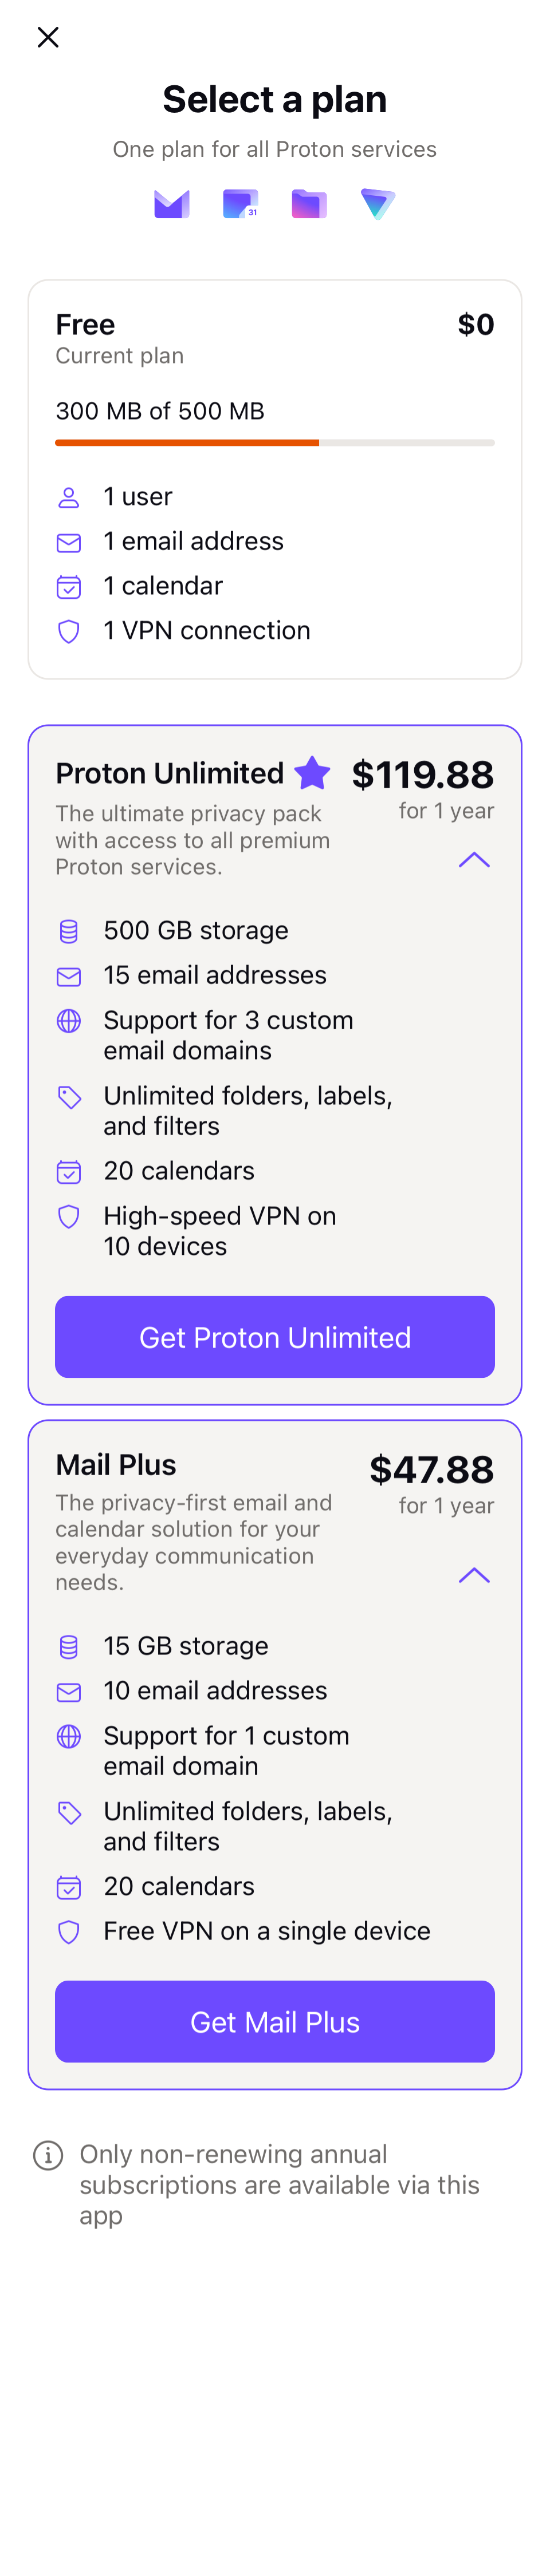 Select a plan
One plan for all Proton services
31
Free
$0
Current plan
300 MB of 500 MB
1 user
1 email address
1 calendar
1 VPN connection
Proton Unlimited
$119.88
for 1 year
The ultimate privacy pack
with access to all premium
Proton services.
500 GB storage
15 email addresses
Support for 3 custom
email domains
Unlimited folders, labels,
and filters
20 calendars
High-speed VPN on
10 devices
Get Proton Unlimited
Mail Plus
$47.88
for 1 year
The privacy-first email and
calendar solution for your
everyday communication
needs.
15 GB storage
10 email addresses
Support for 1 custom
email domain
Unlimited folders, labels,
and filters
20 calendars
Free VPN on a single device
Get Mail Plus
Only non-renewing annual
subscriptions are available via this
app